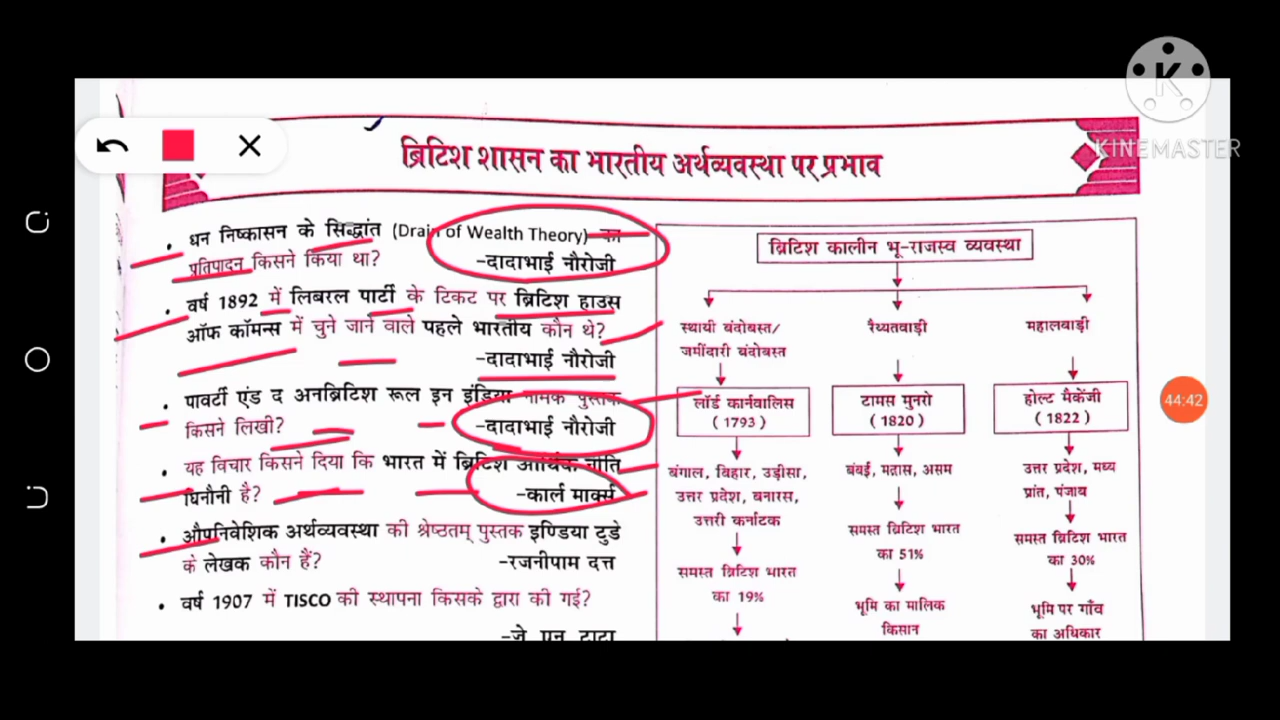 KINEMASTER
ब्रिटिश शासन का भारतीय अर्थव्यवस्था पर प्रभाव
धन निष्कासन के सिद्धांत (Drain of Wealth Theory) का
प्रतिपादन किसने किया था? -दादाभाई नौरोजी
वर्ष 1892 में लिबरल पार्टी के टिकट पर ब्रिटिश हाउस
ऑफ कॉमन्स में चुने जाने वाले पहले भारतीय कौन थे?
-दादाभाई नौरोजी
पावर्टी एंड द अनब्रिटिश रूल इन इंडिया नामक पुस्तक
किसने लिखी? -दादाभाई नौरोजी
यह विचार किसने दिया कि भारत में ब्रिटिश आर्थिक नीति
घिनौनी है? -कार्ल मार्क्स
औपनिवेशिक अर्थव्यवस्था की श्रेष्ठतम् पुस्तक इण्डिया टुडे
के लेखक कौन हैं? -रजनीपाम दत्त
वर्ष 1907 में TISCO की स्थापना किसके द्वारा की गई?
-जे एन टाटा
ब्रिटिश कालीन भू-राजस्व व्यवस्था
स्थायी बंदोबस्त/
जमींदारी बंदोबस्त
लॉर्ड कार्नवालिस
(1793)
बंगाल, बिहार, उड़ीसा,
उत्तर प्रदेश, बनारस,
उत्तरी कर्नाटक
समस्त ब्रिटिश भारत
का 19%
रैय्यतवाड़ी
टामस मुनरो
(1820)
बंबई, मद्रास, असम
समस्त ब्रिटिश भारत
का 51%
भूमि का मालिक
किसान
महालवाड़ी
होल्ट मैकेंजी
(1822)
उत्तर प्रदेश, मध्य
प्रांत, पंजाब
समस्त ब्रिटिश भारत
का 30%
भूमि पर गाँव
का अधिकार
44:42